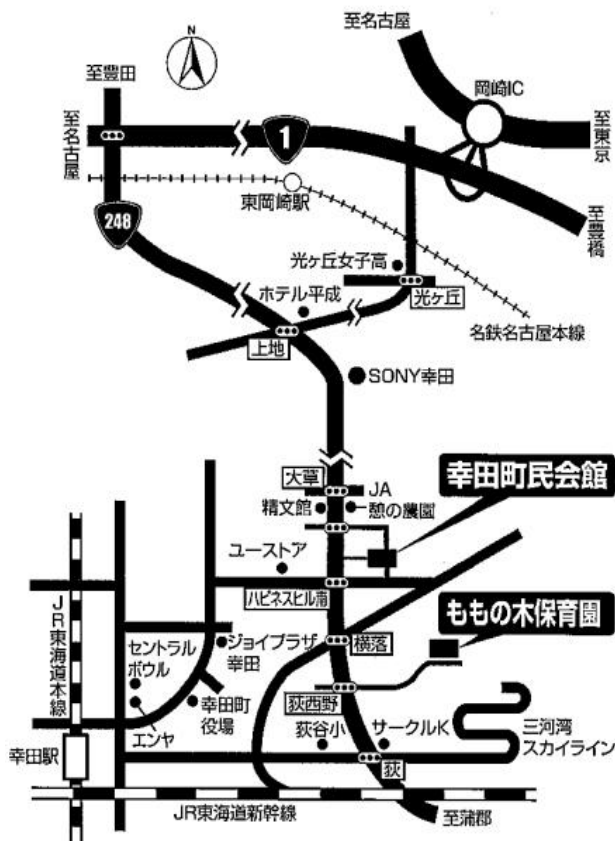 N
至名古屋
至豊田
岡崎IC
至名古屋
1
至東京
東岡崎駅
至豊橋
248
光ヶ丘女子高
ホテル平成
光ヶ丘
名鉄名古屋本線
上地
SONY幸田
大草
JA
憩の農園
精文館
幸田町民会館
ユーストア
ハピネスヒル南
ももの木保育園
JR東海道本線
セントラル
ボウル
ジョイプラザ
幸田
横落
荻西野
幸田町
役場
エンヤ
荻谷小
サークルK
三河湾
スカイライン
幸田駅
荻
JR東海道新幹線
至蒲郡